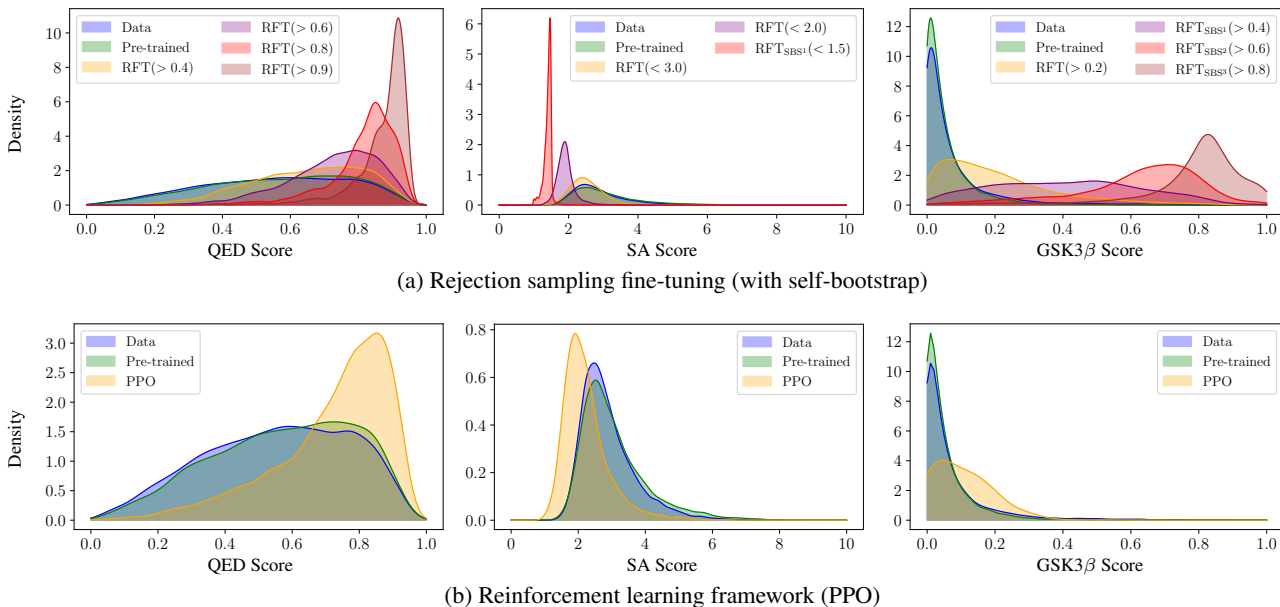 Data
Pre-trained
RFT(> 0.4)
RFT(> 0.6)
RFT(> 0.8)
RFT(> 0.9)
10
8
6
4
2
0
Density
0.0 0.2 0.4 0.6 0.8 1.0
QED Score
Data
Pre-trained
RFT(< 3.0)
RFT(< 2.0)
RFT_SBS¹(< 1.5)
6
5
4
3
2
1
0
0 2 4 6 8 10
SA Score
Data
Pre-trained
RFT(> 0.2)
RFT_SBS¹(> 0.4)
RFT_SBS²(> 0.6)
RFT_SBS³(> 0.8)
12
10
8
6
4
2
0
0.0 0.2 0.4 0.6 0.8 1.0
GSK3β Score
(a) Rejection sampling fine-tuning (with self-bootstrap)
Data
Pre-trained
PPO
3.0
2.5
2.0
1.5
1.0
0.5
0.0
Density
0.0 0.2 0.4 0.6 0.8 1.0
QED Score
Data
Pre-trained
PPO
0.8
0.6
0.4
0.2
0.0
0 2 4 6 8 10
SA Score
Data
Pre-trained
PPO
12
10
8
6
4
2
0
0.0 0.2 0.4 0.6 0.8 1.0
GSK3β Score
(b) Reinforcement learning framework (PPO)